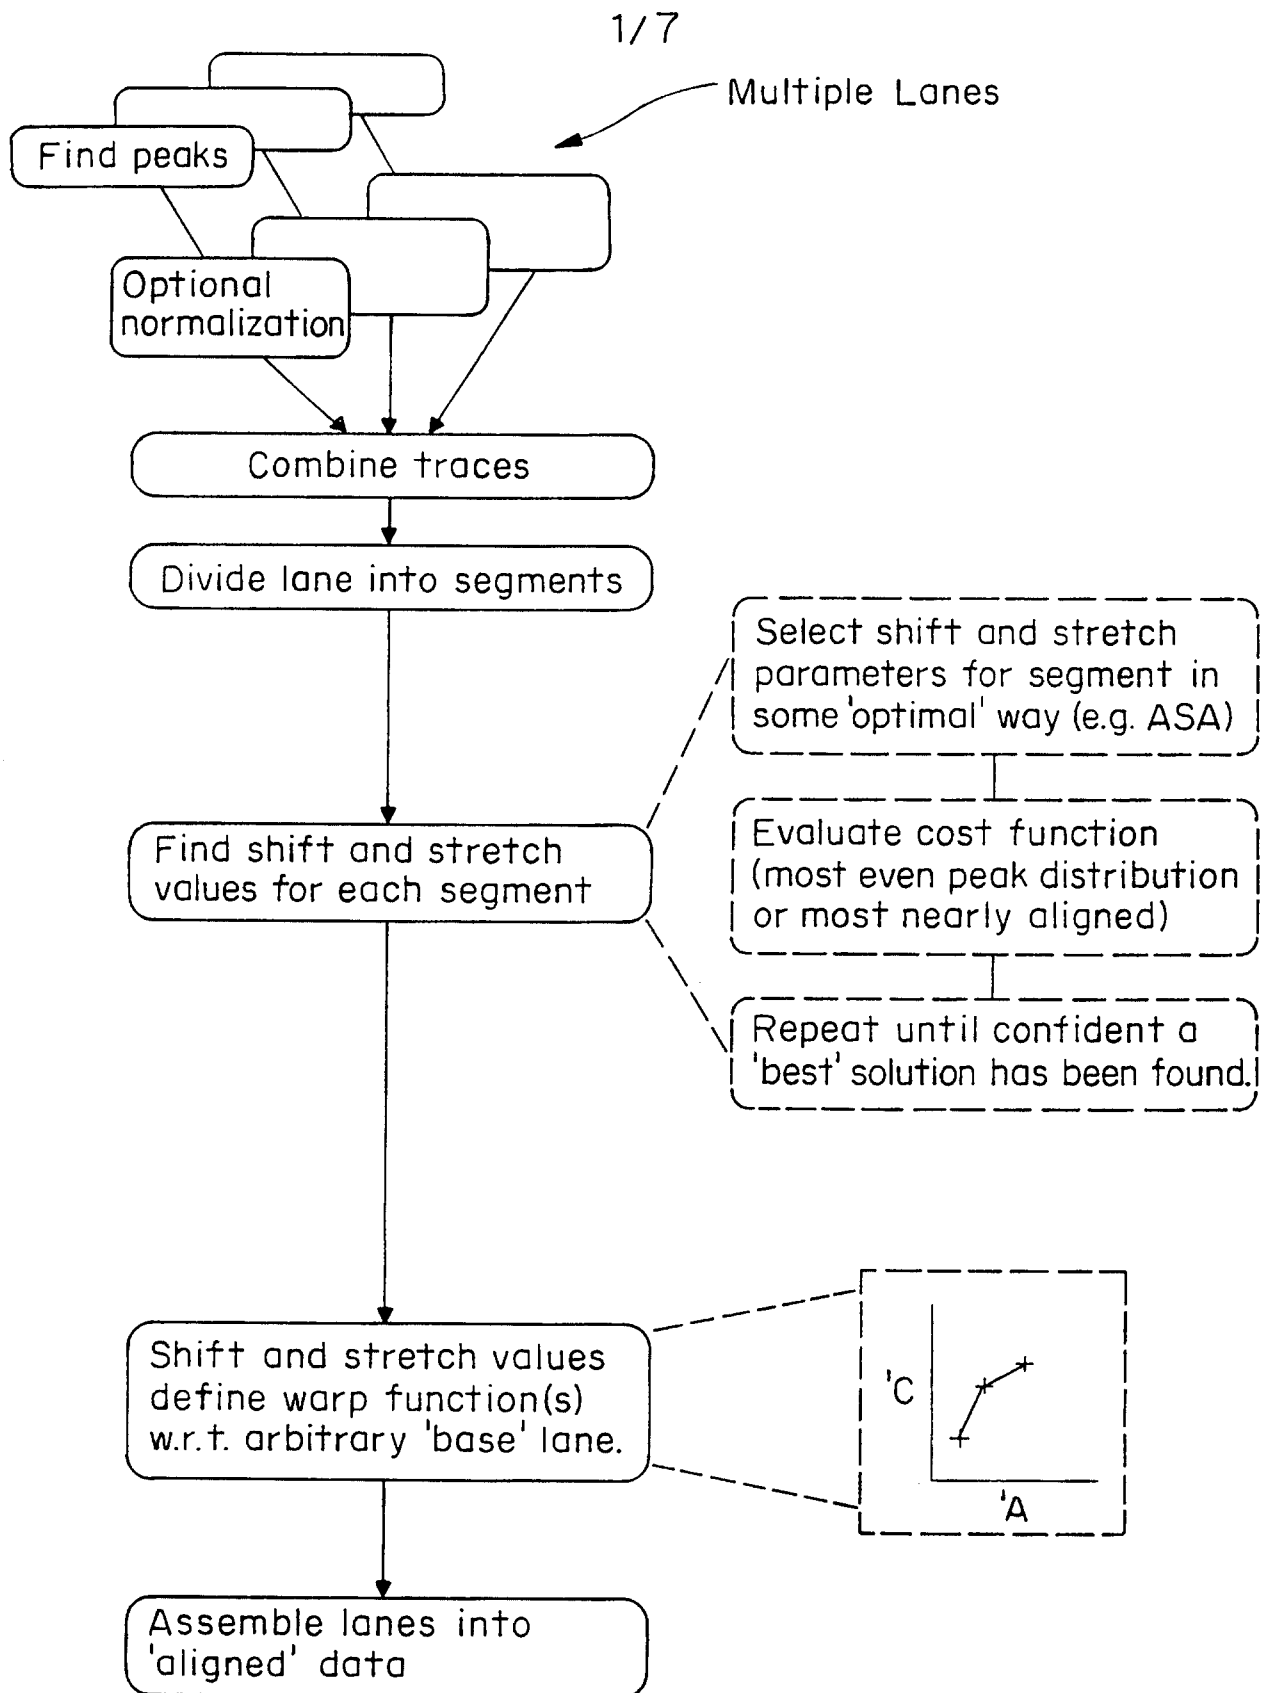 1/7
Multiple Lanes
Find peaks
Optional
normalization
Combine traces
Divide lane into segments
Select shift and stretch
parameters for segment in
some 'optimal' way (e.g. ASA)
Evaluate cost function
(most even peak distribution
or most nearly aligned)
Repeat until confident a
'best' solution has been found.
Find shift and stretch
values for each segment
Shift and stretch values
define warp function(s)
w.r.t. arbitrary 'base' lane.
'C
'A
Assemble lanes into
'aligned' data